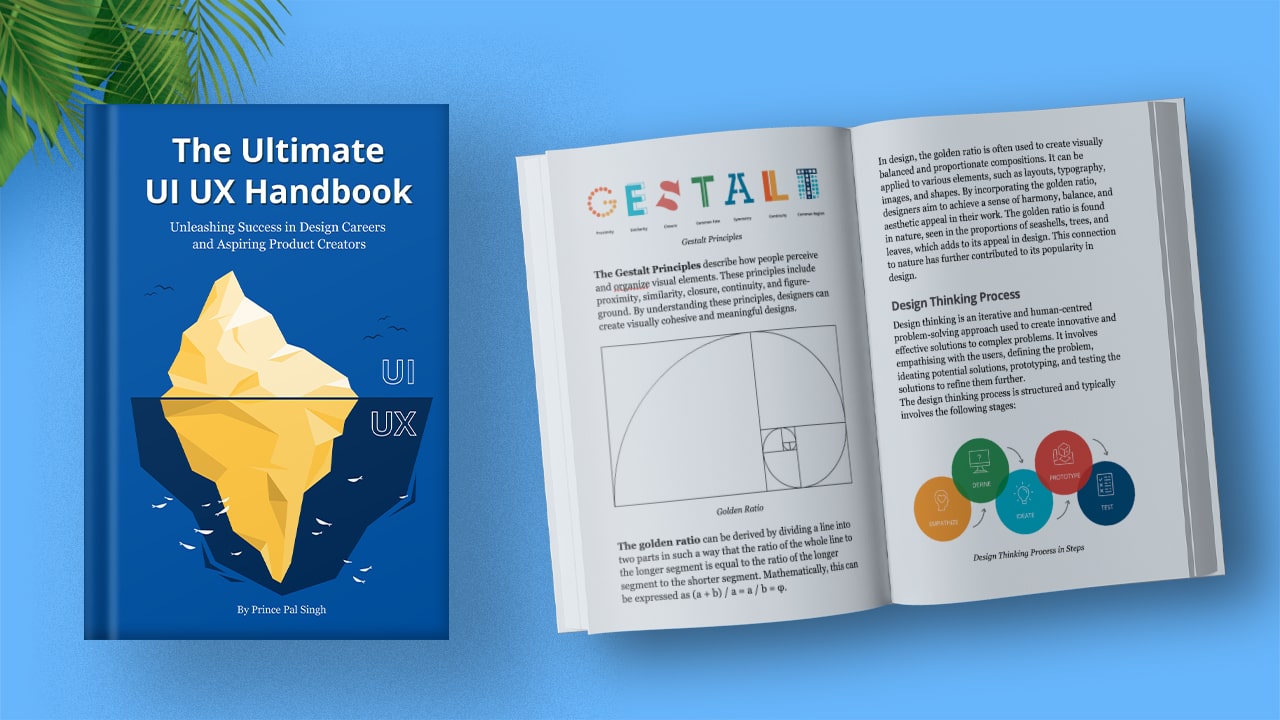 The Ultimate
UI UX Handbook
Unleashing Success in Design Careers
and Aspiring Product Creators
UI
UX
By Prince Pal Singh
GESTALT
Proximity Similarity Closure Common Fate Symmetry Continuity Common Region
Gestalt Principles
The Gestalt Principles describe how people perceive
and organize visual elements. These principles include
proximity, similarity, closure, continuity, and figure-
ground. By understanding these principles, designers can
create visually cohesive and meaningful designs.
Golden Ratio
The golden ratio can be derived by dividing a line into
two parts in such a way that the ratio of the whole line to
the longer segment is equal to the ratio of the longer
segment to the shorter segment. Mathematically, this can
be expressed as (a + b) / a = a / b = φ.
In design, the golden ratio is often used to create visually
balanced and proportionate compositions. It can be
applied to various elements, such as layouts, typography,
images, and shapes. By incorporating the golden ratio,
designers aim to achieve a sense of harmony, balance, and
aesthetic appeal in their work. The golden ratio is found
in nature, seen in the proportions of seashells, trees, and
leaves, which adds to its appeal in design. This connection
to nature has further contributed to its popularity in
design.
Design Thinking Process
Design thinking is an iterative and human-centred
problem-solving approach used to create innovative and
effective solutions to complex problems. It involves
empathising with the users, defining the problem,
ideating potential solutions, prototyping, and testing the
solutions to refine them further.
The design thinking process is structured and typically
involves the following stages:
EMPATHIZE
DEFINE
IDEATE
PROTOTYPE
TEST
Design Thinking Process in Steps